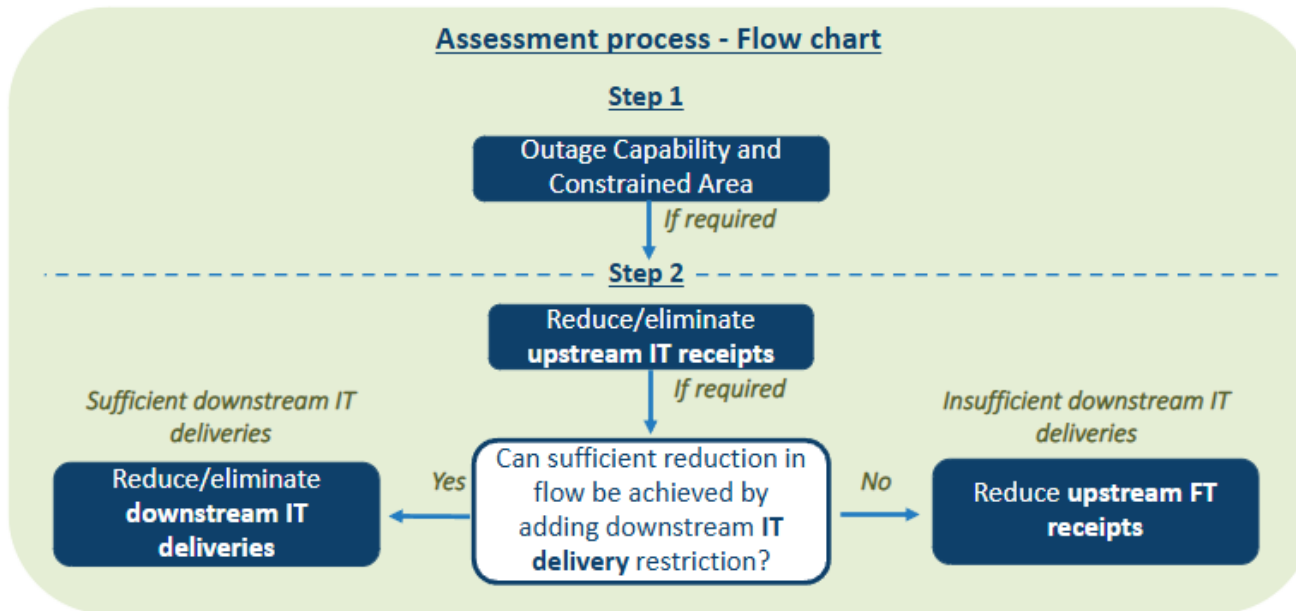 Assessment process - Flow chart
Step 1
Outage Capability and
Constrained Area
If required
Step 2
Reduce/eliminate
upstream IT receipts
If required
Sufficient downstream IT
deliveries
Reduce/eliminate
downstream IT
deliveries
Yes
Can sufficient reduction in
flow be achieved by
adding downstream IT
delivery restriction?
No
Insufficient downstream IT
deliveries
Reduce upstream FT
receipts